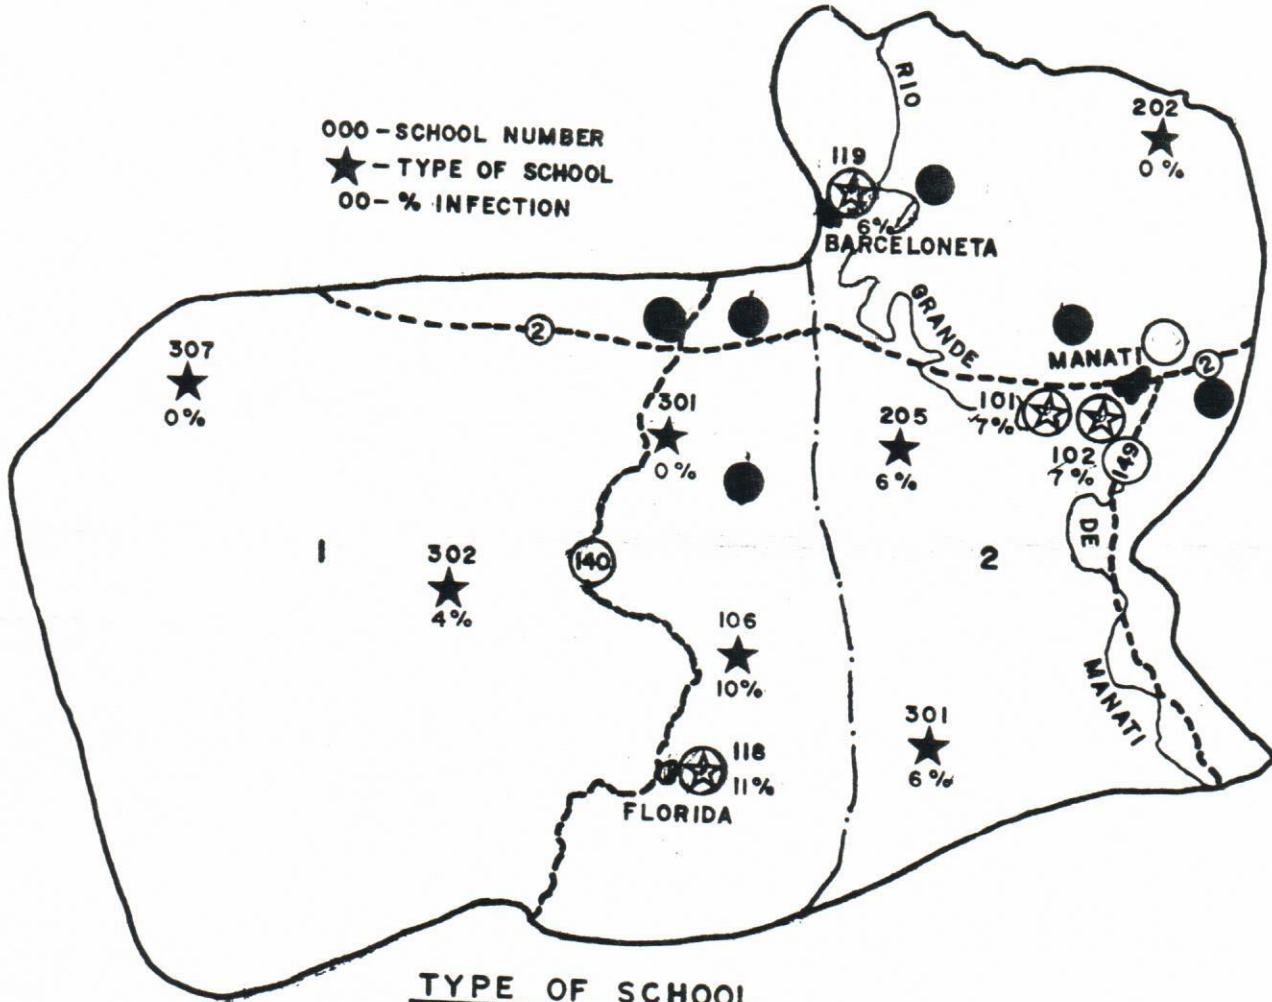 000 - SCHOOL NUMBER
★ - TYPE OF SCHOOL
00 - % INFECTION
RIO
202
0%
119
6%
BARCELONETA
GRANDE
2
MANATI
2
307
0%
301
0%
205
6%
101
7%
102
7%
149
DE
1
302
4%
140
2
106
10%
MANATI
301
6%
118
11%
FLORIDA
TYPE OF SCHOOL